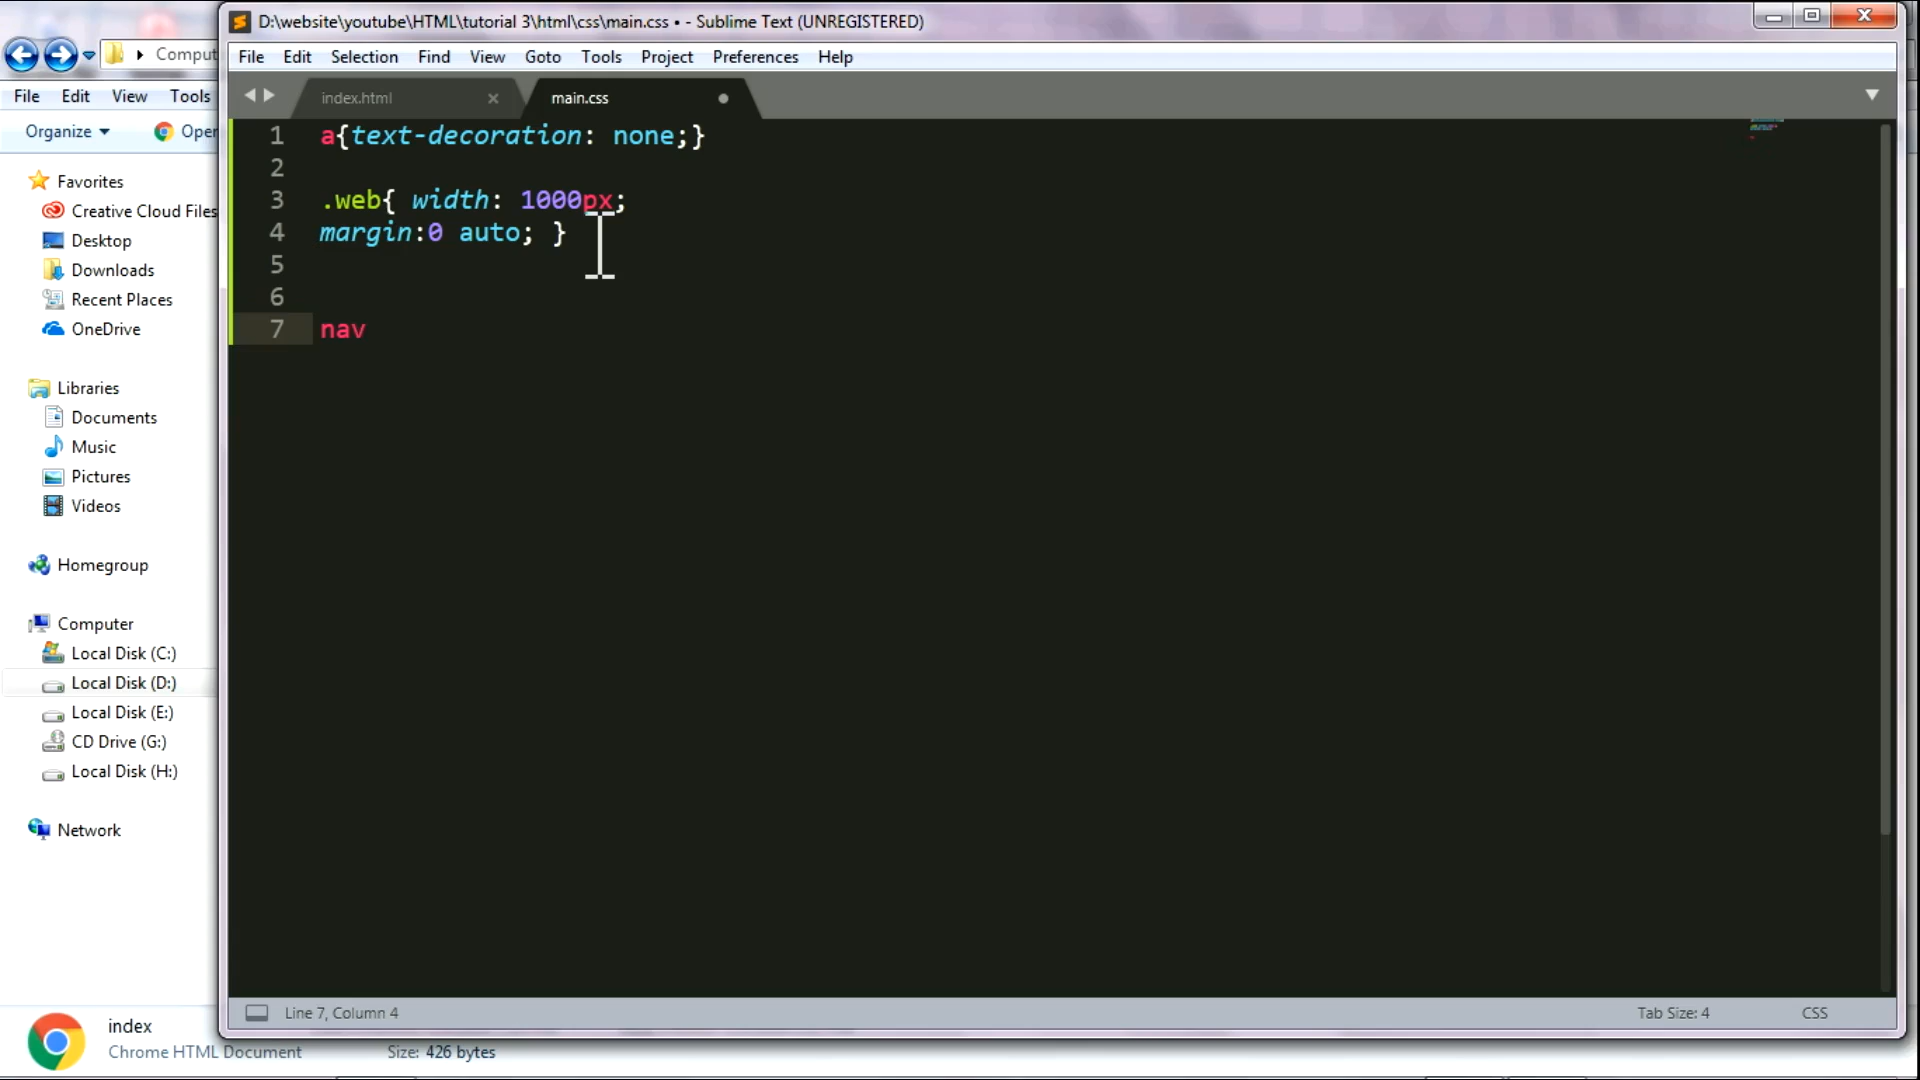 D:\website\youtube\HTML\tutorial 3\html\css\main.css • - Sublime Text (UNREGISTERED)
Comput
File Edit View Tools
Organize Open
Favorites
Creative Cloud Files
Desktop
Downloads
Recent Places
OneDrive
Libraries
Documents
Music
Pictures
Videos
Homegroup
Computer
Local Disk (C:)
Local Disk (D:)
Local Disk (E:)
CD Drive (G:)
Local Disk (H:)
Network
File Edit Selection Find View Goto Tools Project Preferences Help
index.html main.css
1 a{text-decoration: none;}
2
3 .web{ width: 1000px;
4 margin:0 auto; }
5
6
7 nav
Line 7, Column 4 Tab Size: 4 CSS
index
Chrome HTML Document Size: 426 bytes